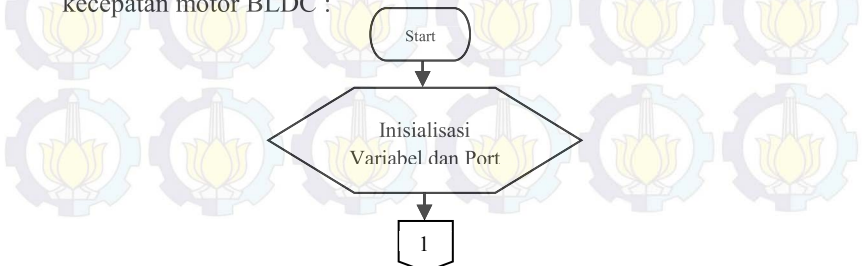 kecepatan motor BLDC :
Start
Inisialisasi
Variabel dan Port
1